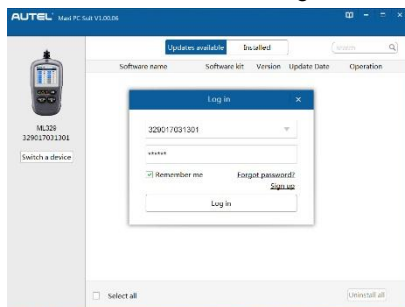 AUTEL Maxi PC Suit V1.00.06
Updates available Installed
Software name Software kit Version Update Date Operation
Log in
329017031301
******
Remember me Forgot password?
Sign up
Log in
ML329
329017031301
Switch a device
Select all Uninstall all